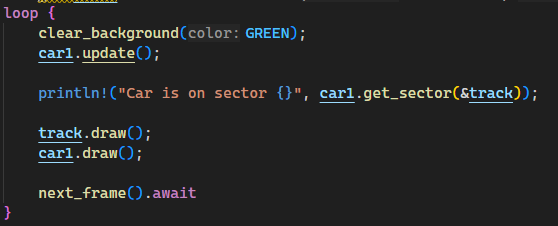 loop {
clear_background(color: GREEN);
car1.update();
println!("Car is on sector {}", car1.get_sector(&track));
track.draw();
car1.draw();
next_frame().await
}